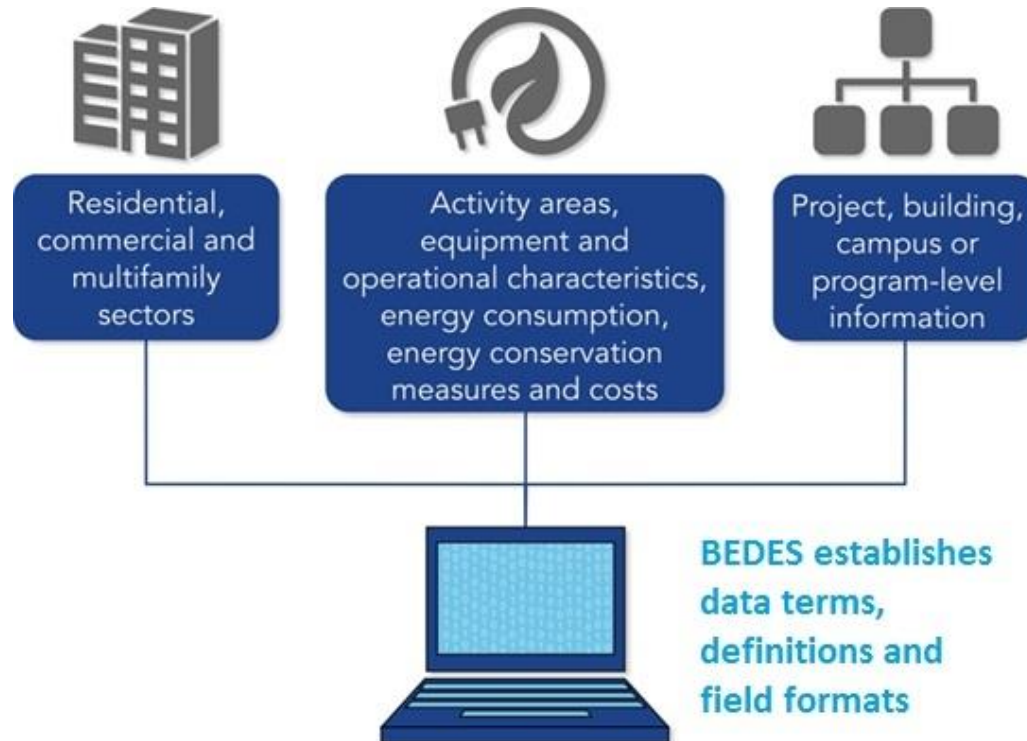 Residential,
commercial and
multifamily
sectors
Activity areas,
equipment and
operational characteristics,
energy consumption,
energy conservation
measures and costs
Project, building,
campus or
program-level
information
BEDES establishes
data terms,
definitions and
field formats